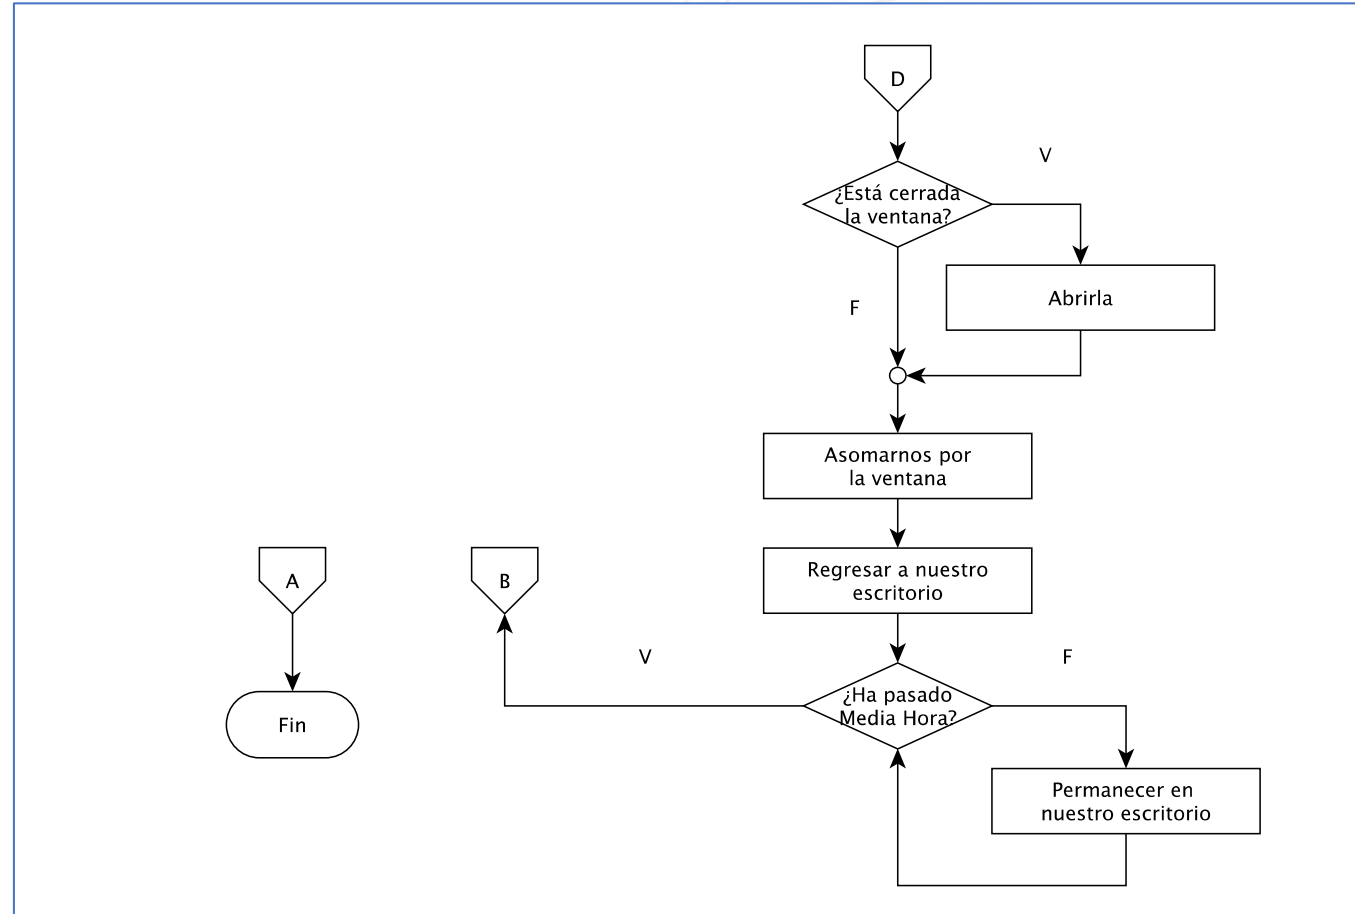 D
V
¿Está cerrada
la ventana?
Abrirla
F
Asomarnos por
la ventana
A
B
Regresar a nuestro
escritorio
V
F
¿Ha pasado
Media Hora?
Fin
Permanecer en
nuestro escritorio